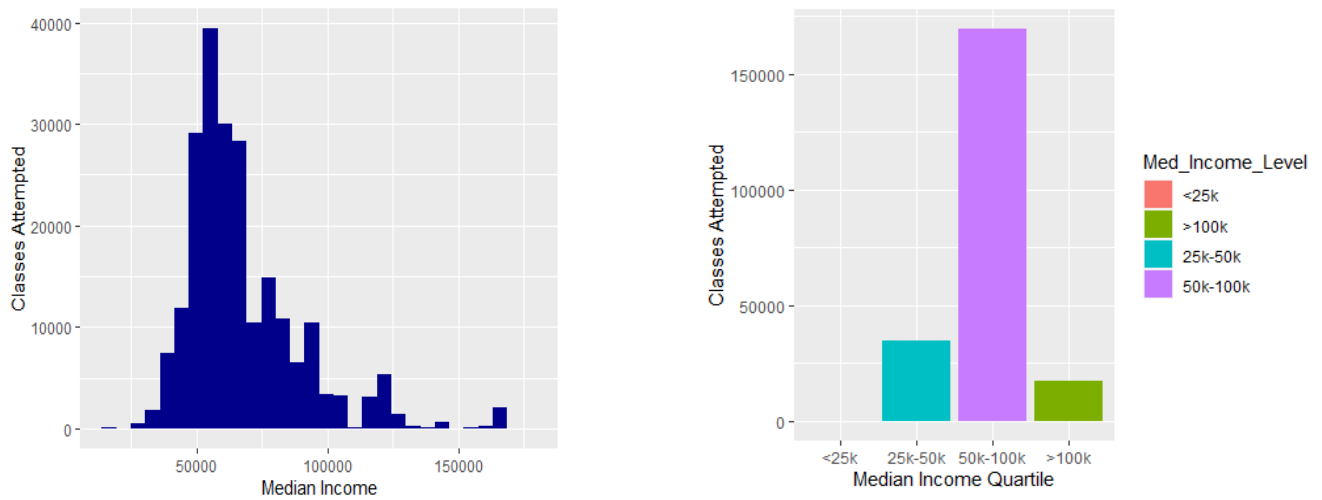 40000
30000
20000
10000
0
Classes Attempted
50000
100000
150000
Median Income
150000
100000
50000
0
Classes Attempted
<25k
25k-50k
50k-100k
>100k
Median Income Quartile
Med_Income_Level
<25k
>100k
25k-50k
50k-100k